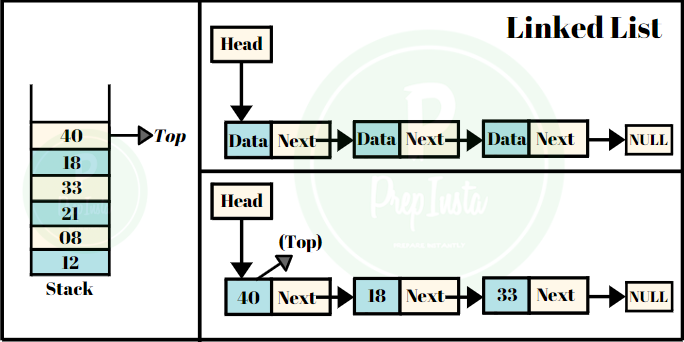 Linked List
40
Top
18
33
21
08
12
Stack
Head
Data Next Data Next Data Next NULL
Head
(Top)
40 Next 18 Next 33 Next NULL
PrepInsta